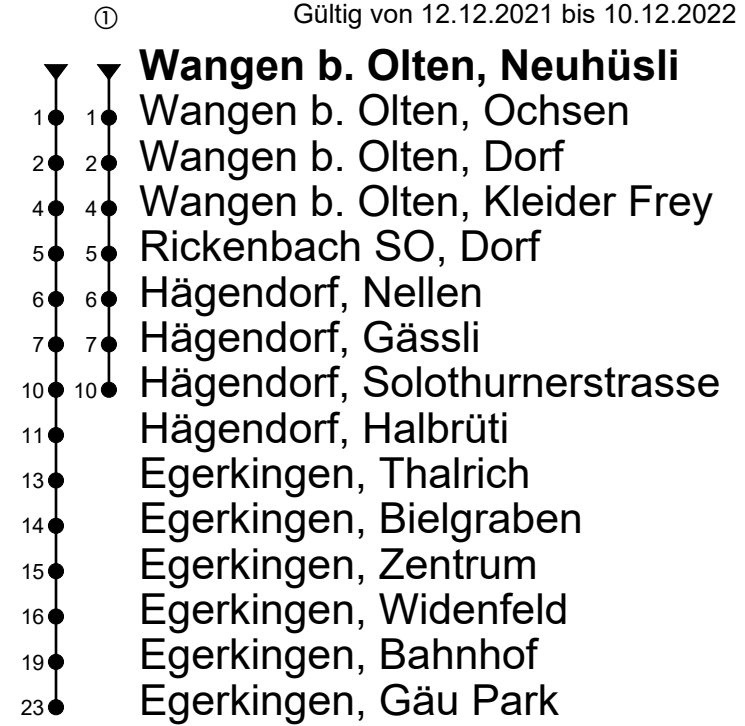 ① Gültig von 12.12.2021 bis 10.12.2022
Wangen b. Olten, Neuhüsli
1 1 Wangen b. Olten, Ochsen
2 2 Wangen b. Olten, Dorf
4 4 Wangen b. Olten, Kleider Frey
5 5 Rickenbach SO, Dorf
6 6 Hägendorf, Nellen
7 7 Hägendorf, Gässli
10 10 Hägendorf, Solothurnerstrasse
11 Hägendorf, Halbrüti
13 Egerkingen, Thalrich
14 Egerkingen, Bielgraben
15 Egerkingen, Zentrum
16 Egerkingen, Widenfeld
19 Egerkingen, Bahnhof
23 Egerkingen, Gäu Park